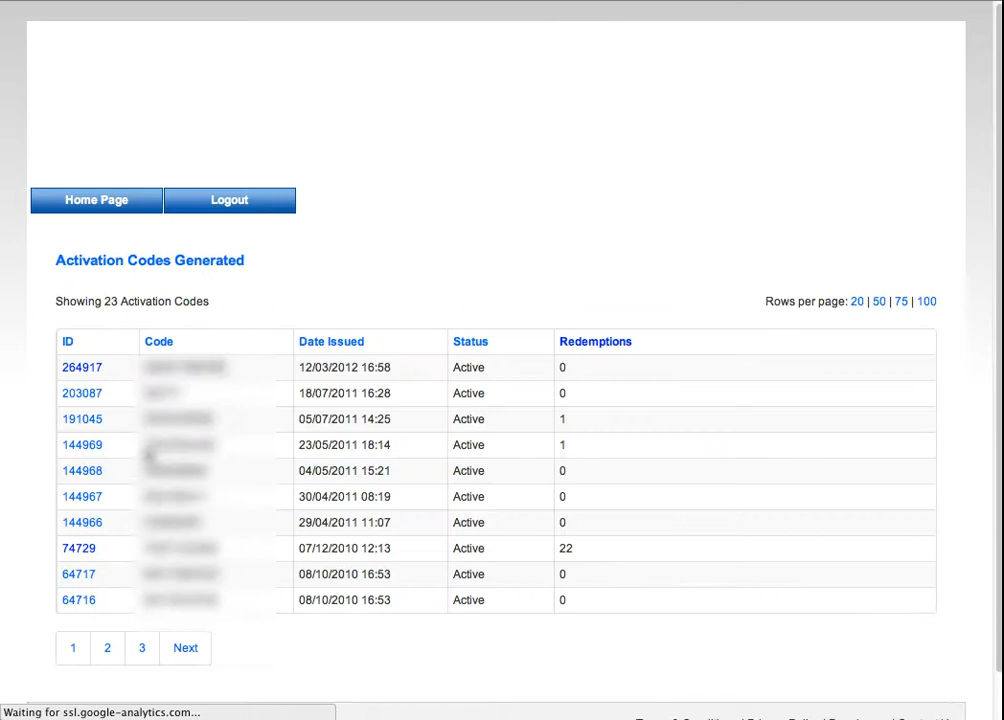 Home Page Logout
Activation Codes Generated
Showing 23 Activation Codes Rows per page: 20 | 50 | 75 | 100
ID Code Date Issued Status Redemptions
264917 12/03/2012 16:58 Active 0
203087 18/07/2011 16:28 Active 0
191045 05/07/2011 14:25 Active 1
144969 23/05/2011 18:14 Active 1
144968 04/05/2011 15:21 Active 0
144967 30/04/2011 08:19 Active 0
144966 29/04/2011 11:07 Active 0
74729 07/12/2010 12:13 Active 22
64717 08/10/2010 16:53 Active 0
64716 08/10/2010 16:53 Active 0
1 2 3 Next
Waiting for ssl.google-analytics.com...